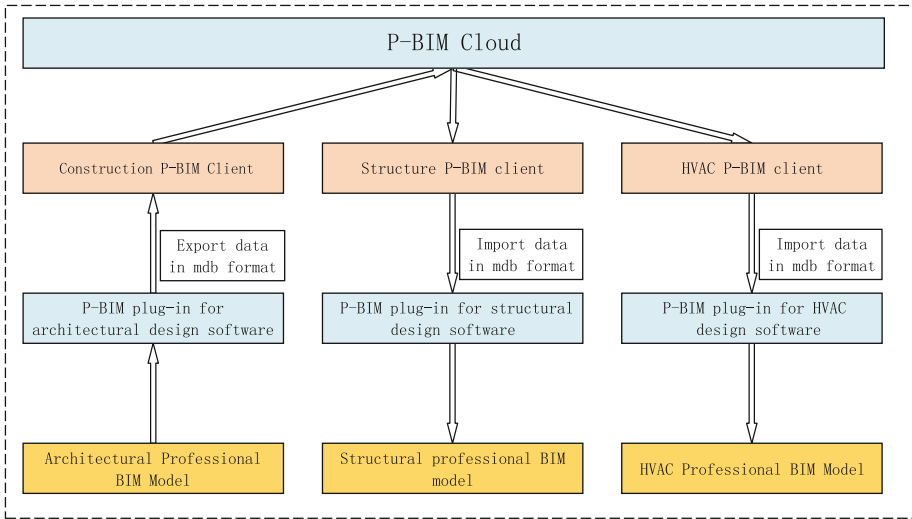 P-BIM Cloud
Construction P-BIM Client
Structure P-BIM client
HVAC P-BIM client
Export data
in mdb format
Import data
in mdb format
Import data
in mdb format
P-BIM plug-in for
architectural design software
P-BIM plug-in for structural
design software
P-BIM plug-in for HVAC
design software
Architectural Professional
BIM Model
Structural professional BIM
model
HVAC Professional BIM Model